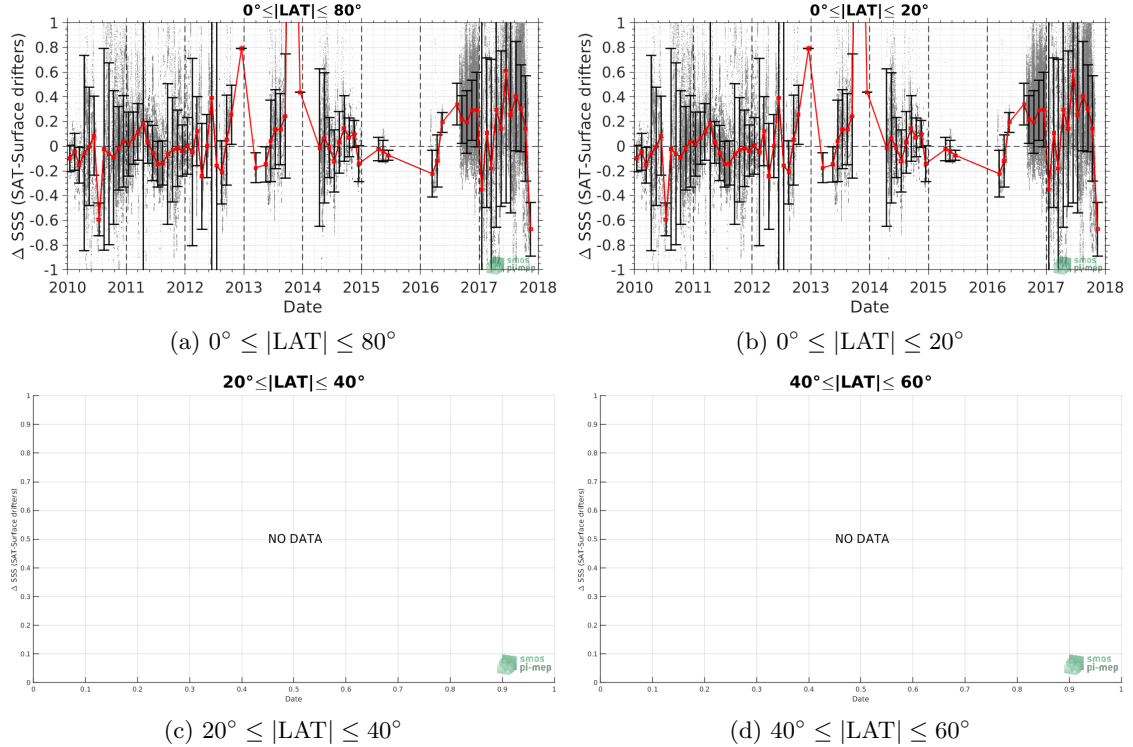 0°≤|LAT|≤ 80°
Δ SSS (SAT-Surface drifters)
1
0.8
0.6
0.4
0.2
0
-0.2
-0.4
-0.6
-0.8
-1
2010 2011 2012 2013 2014 2015 2016 2017 2018
Date
smos
pi-mep
(a) 0° ≤ |LAT| ≤ 80°
0°≤|LAT|≤ 20°
Δ SSS (SAT-Surface drifters)
1
0.8
0.6
0.4
0.2
0
-0.2
-0.4
-0.6
-0.8
-1
2010 2011 2012 2013 2014 2015 2016 2017 2018
Date
smos
pi-mep
(b) 0° ≤ |LAT| ≤ 20°
20°≤|LAT|≤ 40°
Δ SSS (SAT-Surface drifters)
1
0.9
0.8
0.7
0.6
0.5
0.4
0.3
0.2
0.1
0
NO DATA
smos
pi-mep
0 0.1 0.2 0.3 0.4 0.5 0.6 0.7 0.8 0.9 1
Date
(c) 20° ≤ |LAT| ≤ 40°
40°≤|LAT|≤ 60°
Δ SSS (SAT-Surface drifters)
1
0.9
0.8
0.7
0.6
0.5
0.4
0.3
0.2
0.1
0
NO DATA
smos
pi-mep
0 0.1 0.2 0.3 0.4 0.5 0.6 0.7 0.8 0.9 1
Date
(d) 40° ≤ |LAT| ≤ 60°